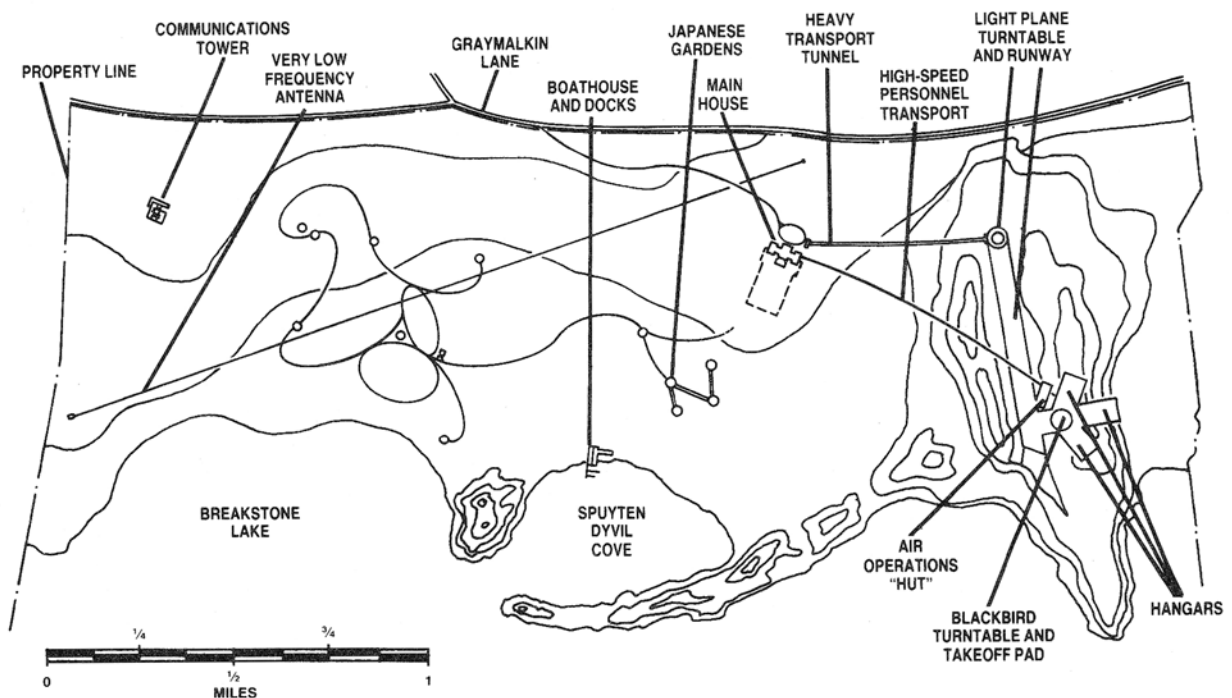 COMMUNICATIONS
TOWER
PROPERTY LINE
VERY LOW
FREQUENCY
ANTENNA
GRAYMALKIN
LANE
BOATHOUSE
AND DOCKS
JAPANESE
GARDENS
MAIN
HOUSE
HEAVY
TRANSPORT
TUNNEL
HIGH-SPEED
PERSONNEL
TRANSPORT
LIGHT PLANE
TURNTABLE
AND RUNWAY
BREAKSTONE
LAKE
SPUYTEN
DYVIL
COVE
AIR
OPERATIONS
“HUT”
BLACKBIRD
TURNTABLE AND
TAKEOFF PAD
HANGARS
¼ ¾
0 ½ 1
MILES